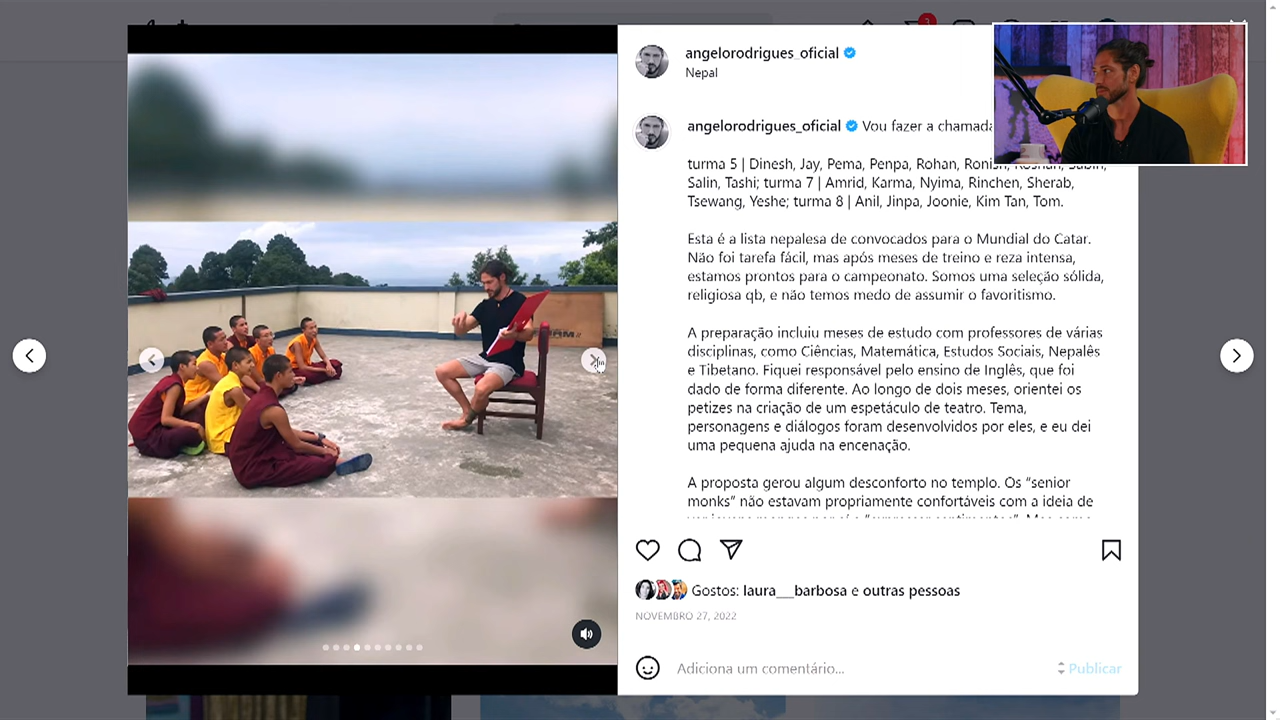 angelorodrigues_oficial
Nepal
angelorodrigues_oficial Vou fazer a chamada
turma 5 | Dinesh, Jay, Pema, Penpa, Rohan,
Salin, Tashi; turma 7 | Amrid, Karma, Nyima, Rinchen, Sherab,
Tsewang, Yeshe; turma 8 | Anil, Jinpa, Joonie, Kim Tan, Tom.
Esta é a lista nepalesa de convocados para o Mundial do Catar.
Não foi tarefa fácil, mas após meses de treino e reza intensa,
estamos prontos para o campeonato. Somos uma seleção sólida,
religiosa qb, e não temos medo de assumir o favoritismo.
A preparação incluiu meses de estudo com professores de várias
disciplinas, como Ciências, Matemática, Estudos Sociais, Nepalês
e Tibetano. Fiquei responsável pelo ensino de Inglês, que foi
dado de forma diferente. Ao longo de dois meses, orientei os
petizes na criação de um espetáculo de teatro. Tema,
personagens e diálogos foram desenvolvidos por eles, e eu dei
uma pequena ajuda na encenação.
A proposta gerou algum desconforto no templo. Os “senior
monks” não estavam propriamente confortáveis com a ideia de
Gostos: laura___barbosa e outras pessoas
NOVEMBRO 27, 2022
Adiciona um comentário...
Publicar